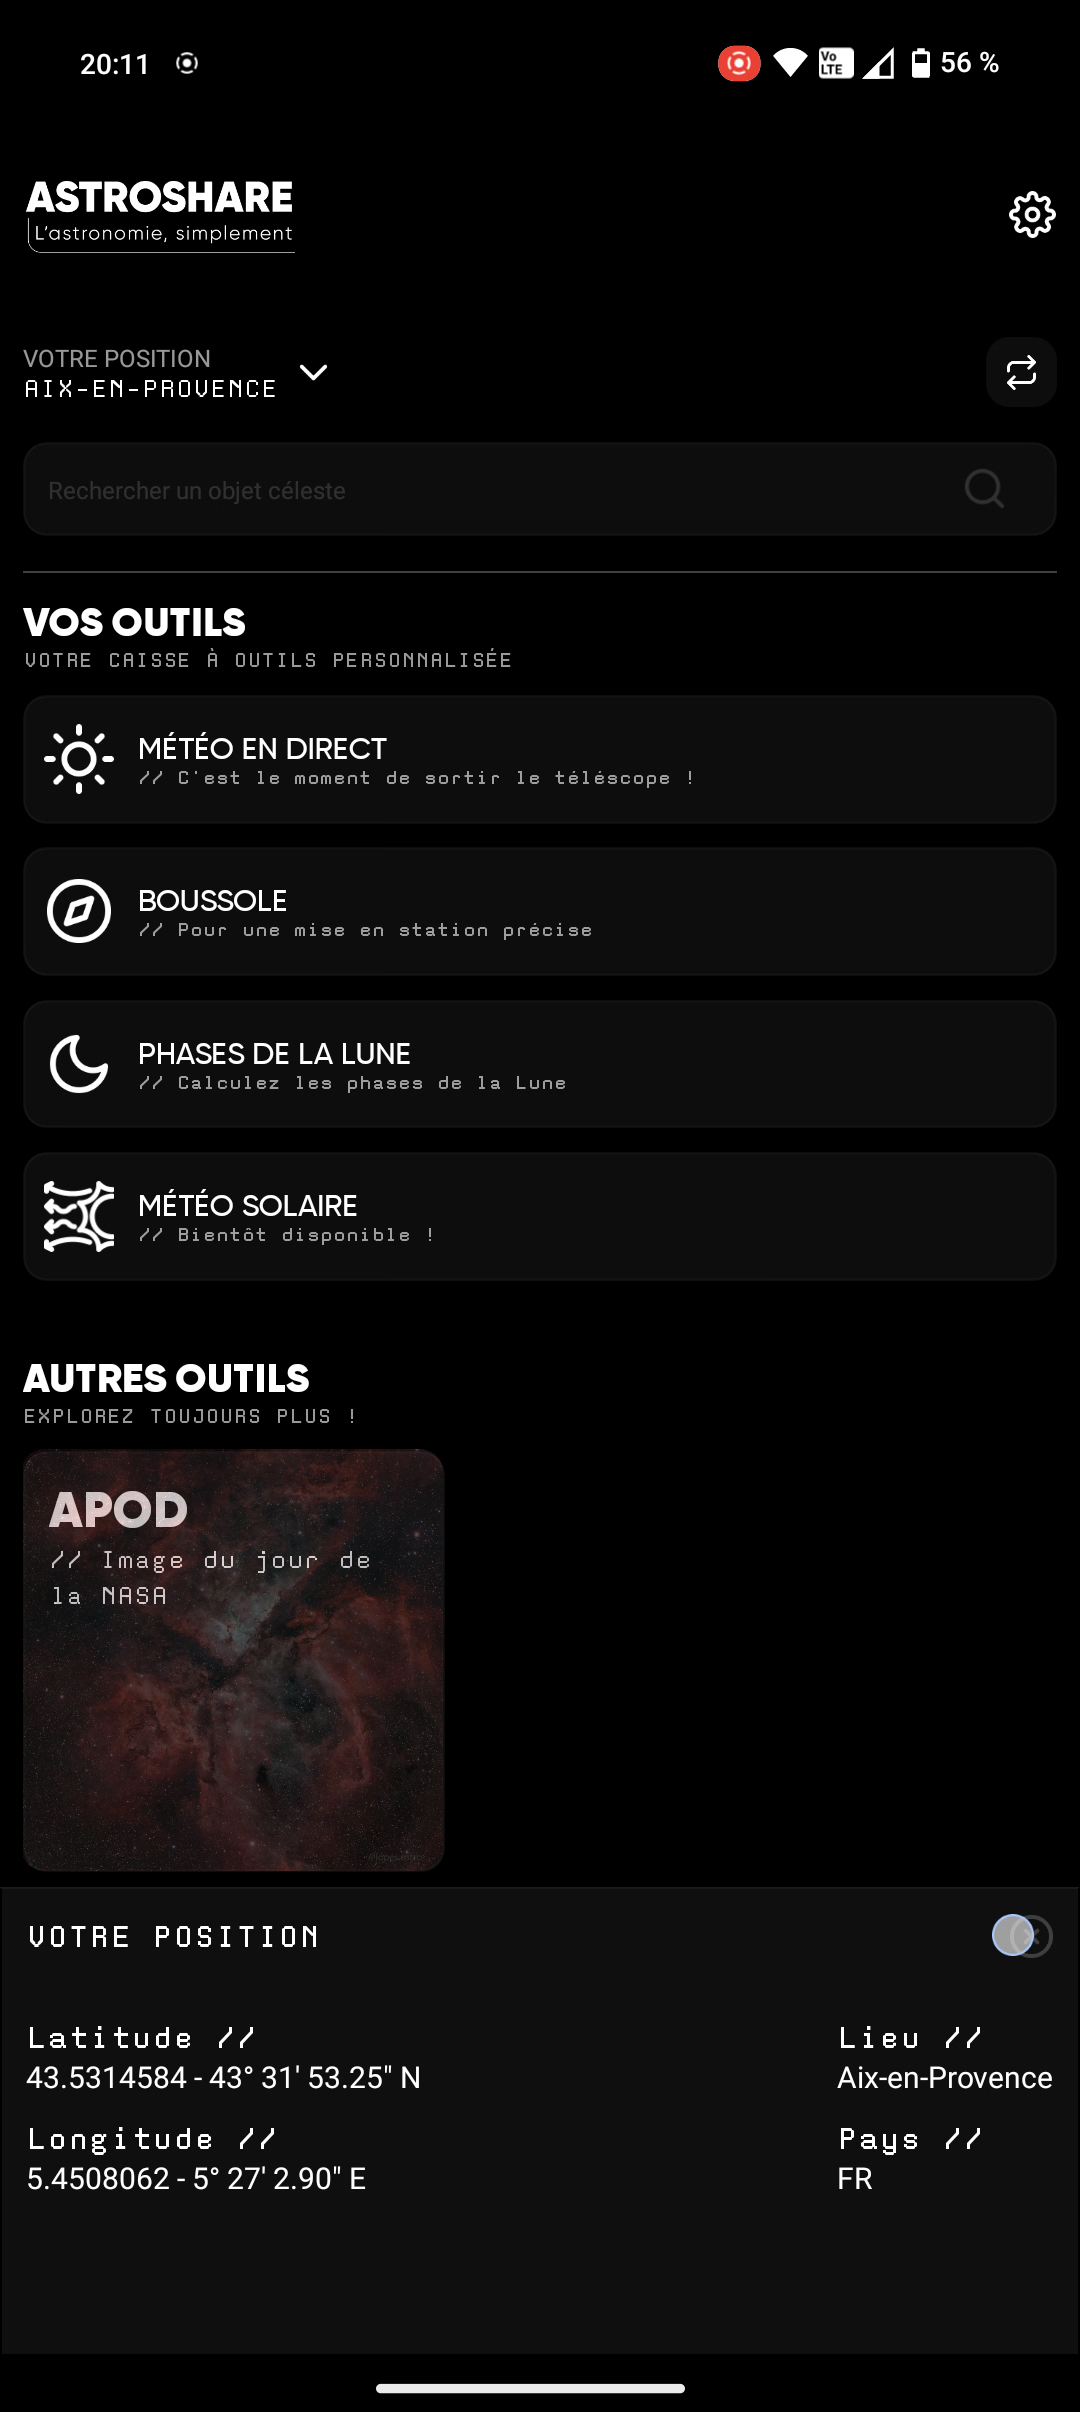 20:11
Vo LTE
56 %
ASTROSHARE
L'astronomie, simplement
VOTRE POSITION
AIX-EN-PROVENCE
Rechercher un objet céleste
VOS OUTILS
VOTRE CAISSE À OUTILS PERSONNALISÉE
MÉTÉO EN DIRECT
// C'est le moment de sortir le téléscope !
BOUSSOLE
// Pour une mise en station précise
PHASES DE LA LUNE
// Calculez les phases de la Lune
MÉTÉO SOLAIRE
// Bientôt disponible !
AUTRES OUTILS
EXPLOREZ TOUJOURS PLUS !
APOD
// Image du jour de
la NASA
VOTRE POSITION
Latitude //
43.5314584 - 43° 31' 53.25" N
Lieu //
Aix-en-Provence
Longitude //
5.4508062 - 5° 27' 2.90" E
Pays //
FR